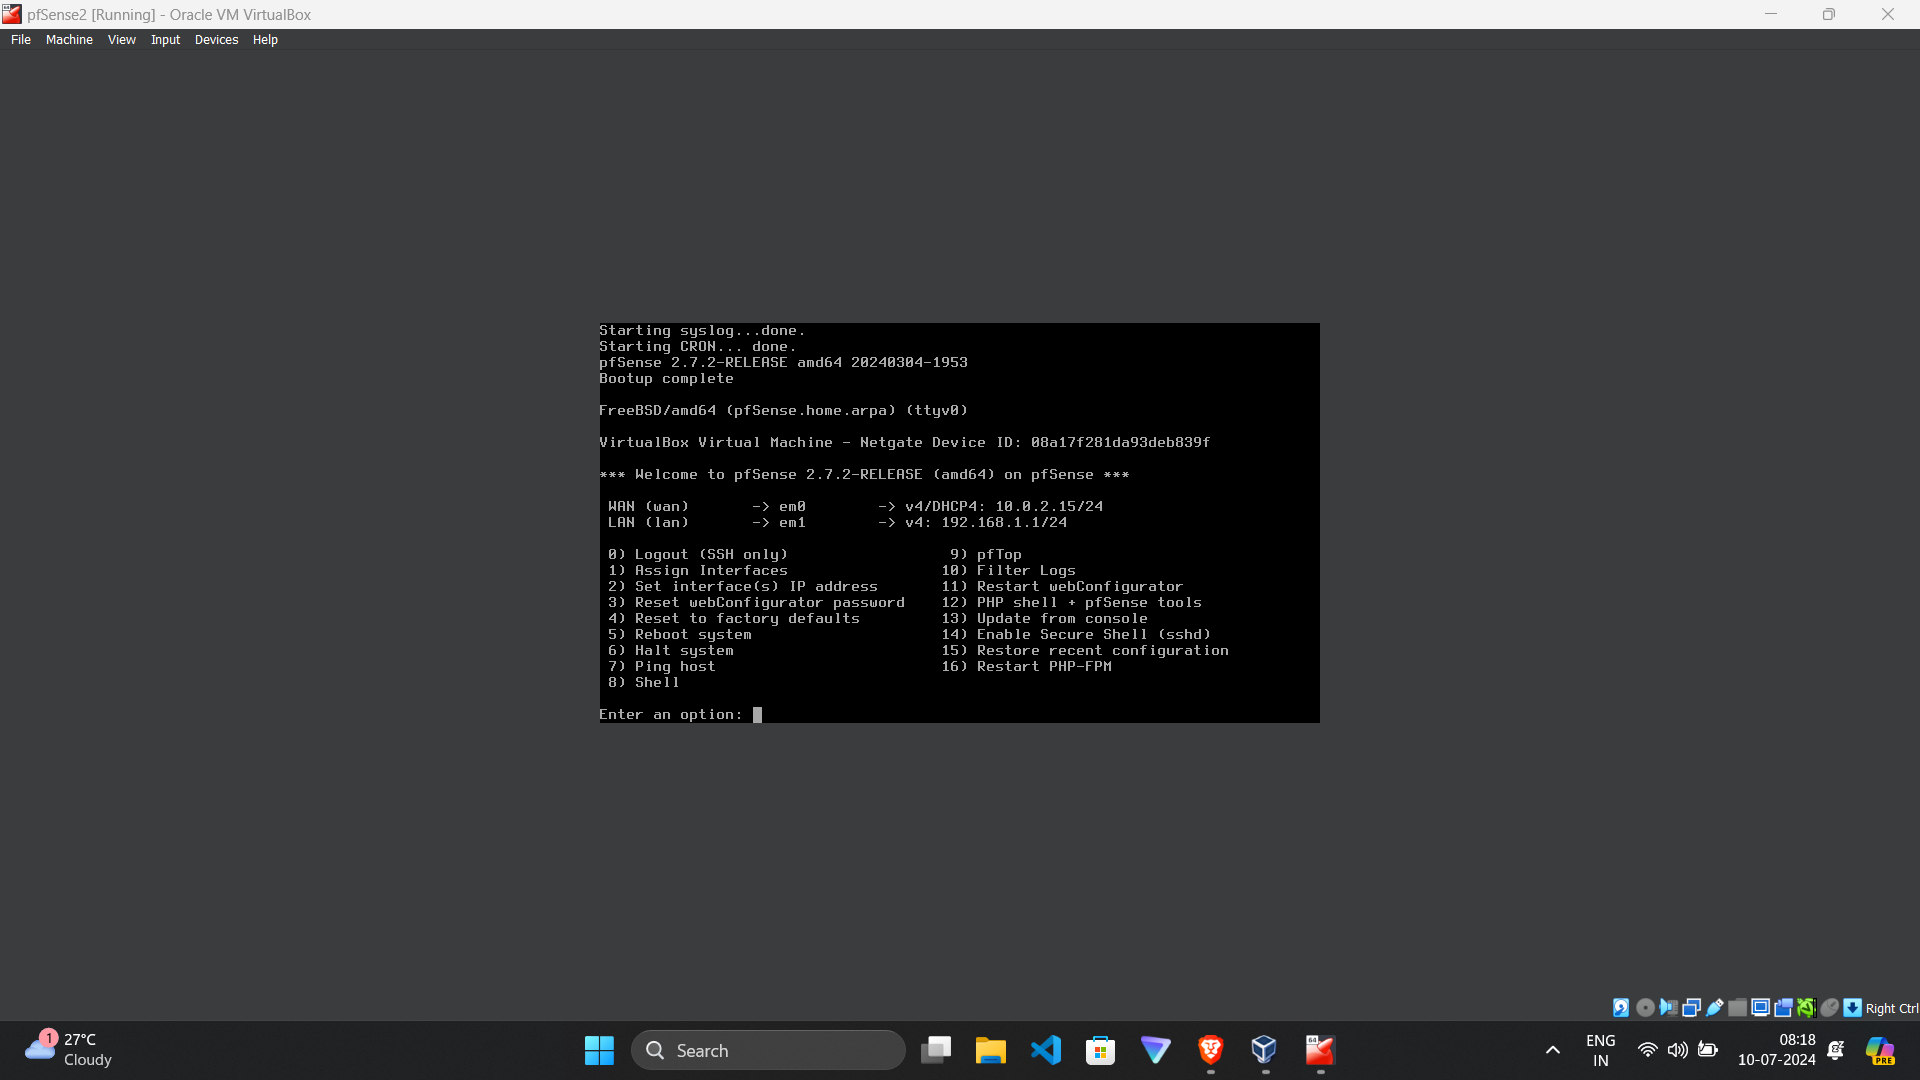 pfSense2 [Running] - Oracle VM VirtualBox
File Machine View Input Devices Help
Starting syslog...done.
Starting CRON... done.
pfSense 2.7.2-RELEASE amd64 20240304-1953
Bootup complete
FreeBSD/amd64 (pfSense.home.arpa) (ttyv0)
VirtualBox Virtual Machine - Netgate Device ID: 08a17f281da93deb839f
*** Welcome to pfSense 2.7.2-RELEASE (amd64) on pfSense ***
WAN (wan) -> em0 -> v4/DHCP4: 10.0.2.15/24
LAN (lan) -> em1 -> v4: 192.168.1.1/24
0) Logout (SSH only) 9) pfTop
1) Assign Interfaces 10) Filter Logs
2) Set interface(s) IP address 11) Restart webConfigurator
3) Reset webConfigurator password 12) PHP shell + pfSense tools
4) Reset to factory defaults 13) Update from console
5) Reboot system 14) Enable Secure Shell (sshd)
6) Halt system 15) Restore recent configuration
7) Ping host 16) Restart PHP-FPM
8) Shell
Enter an option:
Right Ctrl
1
27°C
Cloudy
Search
64
ENG
IN
08:18
10-07-2024
PRE